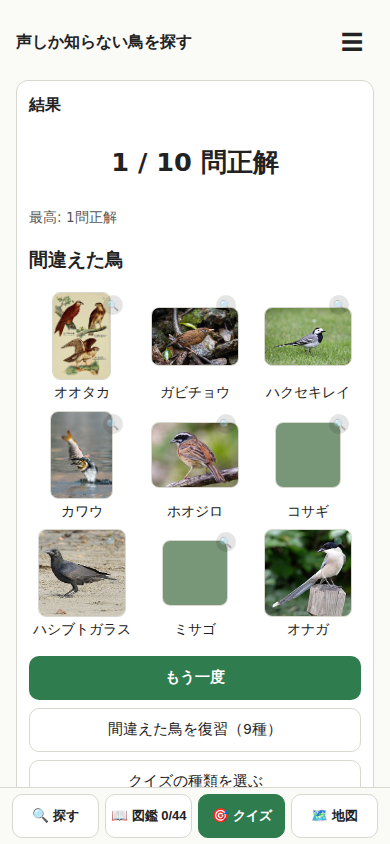 声しか知らない鳥を探す
☰
結果
1 / 10 問正解
最高: 1問正解
間違えた鳥
オオタカ ガビチョウ ハクセキレイ
カワウ ホオジロ コサギ
ハシブトガラス ミサゴ オナガ
もう一度
間違えた鳥を復習（9種）
クイズの種類を選ぶ
🔍 探す 📖 図鑑 0/44 🎯 クイズ 🗺️ 地図